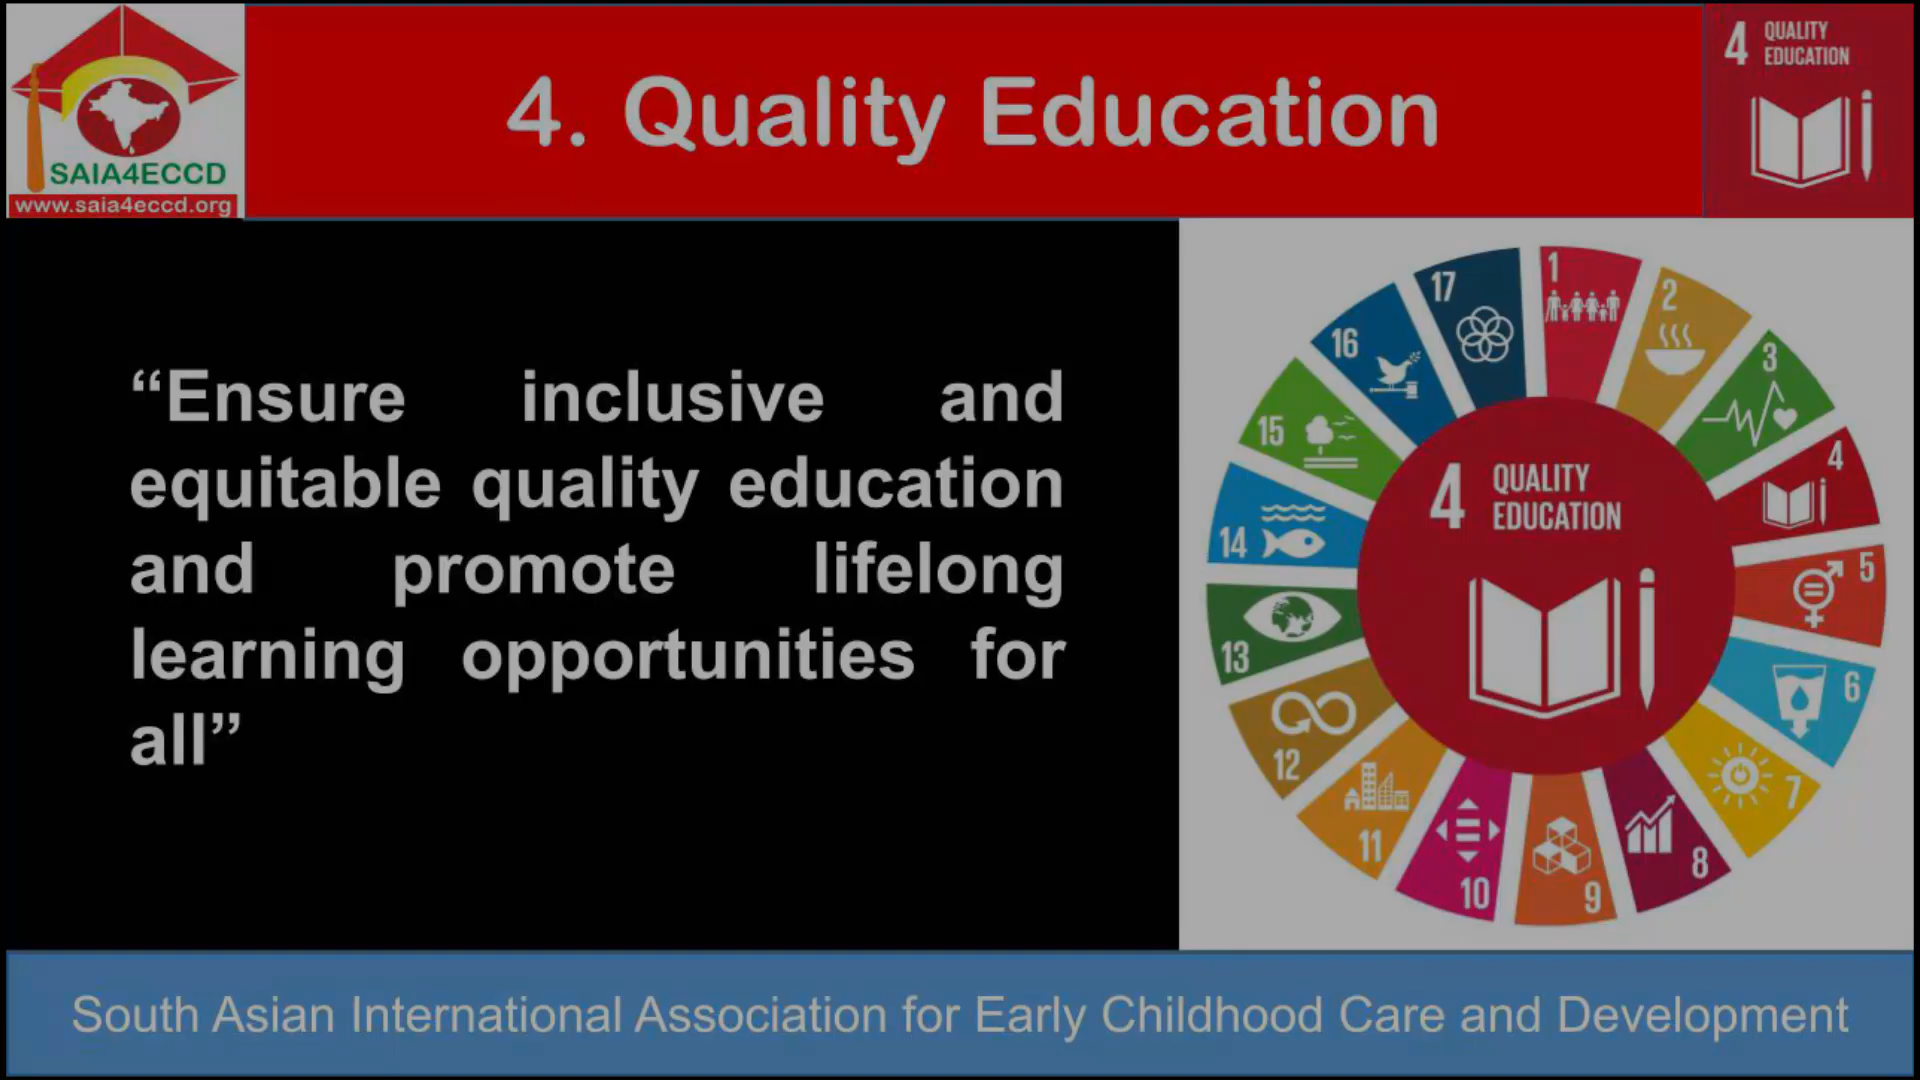 SAIA4ECCD
www.saia4eccd.org
4. Quality Education
4 QUALITY
EDUCATION
“Ensure inclusive and
equitable quality education
and promote lifelong
learning opportunities for
all”
1
2
3
4
5
6
7
8
9
10
11
12
13
14
15
16
17
4 QUALITY
EDUCATION
South Asian International Association for Early Childhood Care and Development